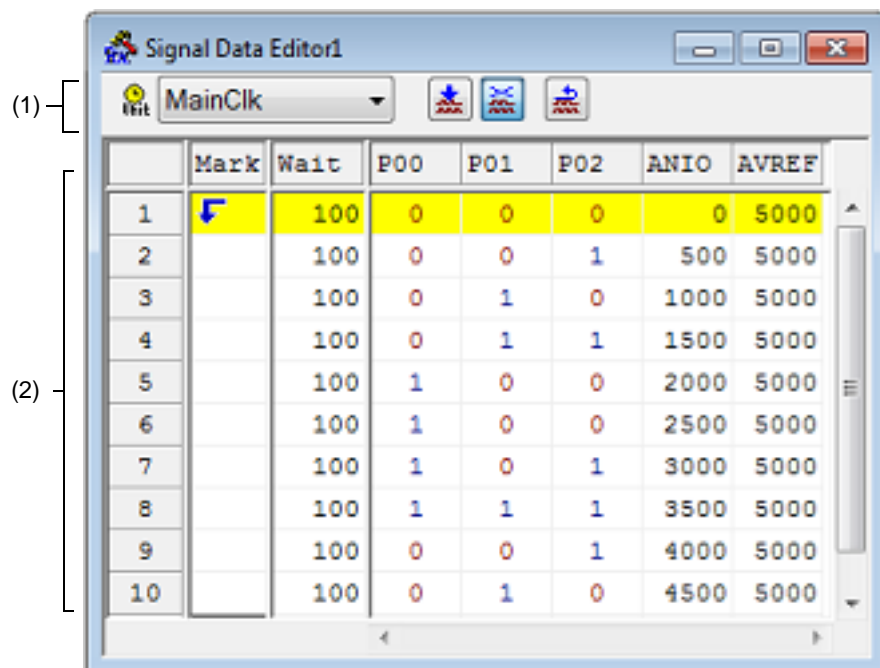 Signal Data Editor1
(1)
MainClk
Mark Wait P00 P01 P02 ANI0 AVREF
1 100 0 0 0 0 5000
2 100 0 0 1 500 5000
3 100 0 1 0 1000 5000
4 100 0 1 1 1500 5000
(2)
5 100 1 0 0 2000 5000
6 100 1 0 0 2500 5000
7 100 1 0 1 3000 5000
8 100 1 1 1 3500 5000
9 100 0 0 1 4000 5000
10 100 0 1 0 4500 5000